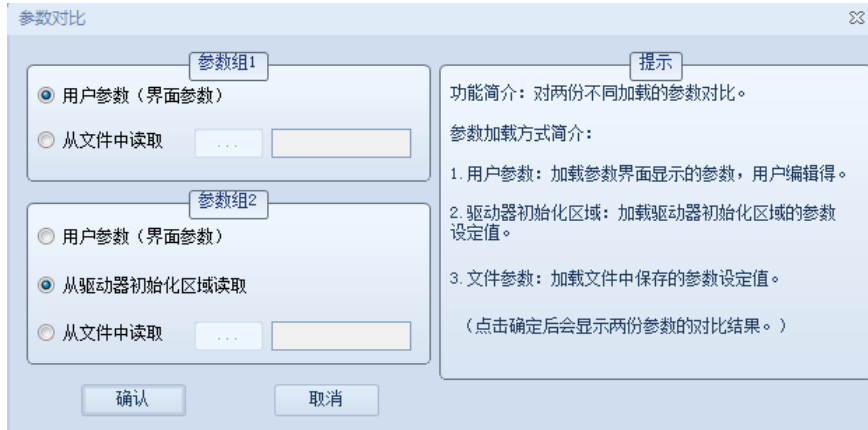 参数对比
参数组1
用户参数（界面参数）
从文件中读取
...
参数组2
用户参数（界面参数）
从驱动器初始化区域读取
从文件中读取
...
确认
取消
提示
功能简介：对两份不同加载的参数对比。
参数加载方式简介：
1.用户参数：加载参数界面显示的参数，用户编辑得。
2.驱动器初始化区域：加载驱动器初始化区域的参数
设定值。
3.文件参数：加载文件中保存的参数设定值。
（点击确定后会显示两份参数的对比结果。）